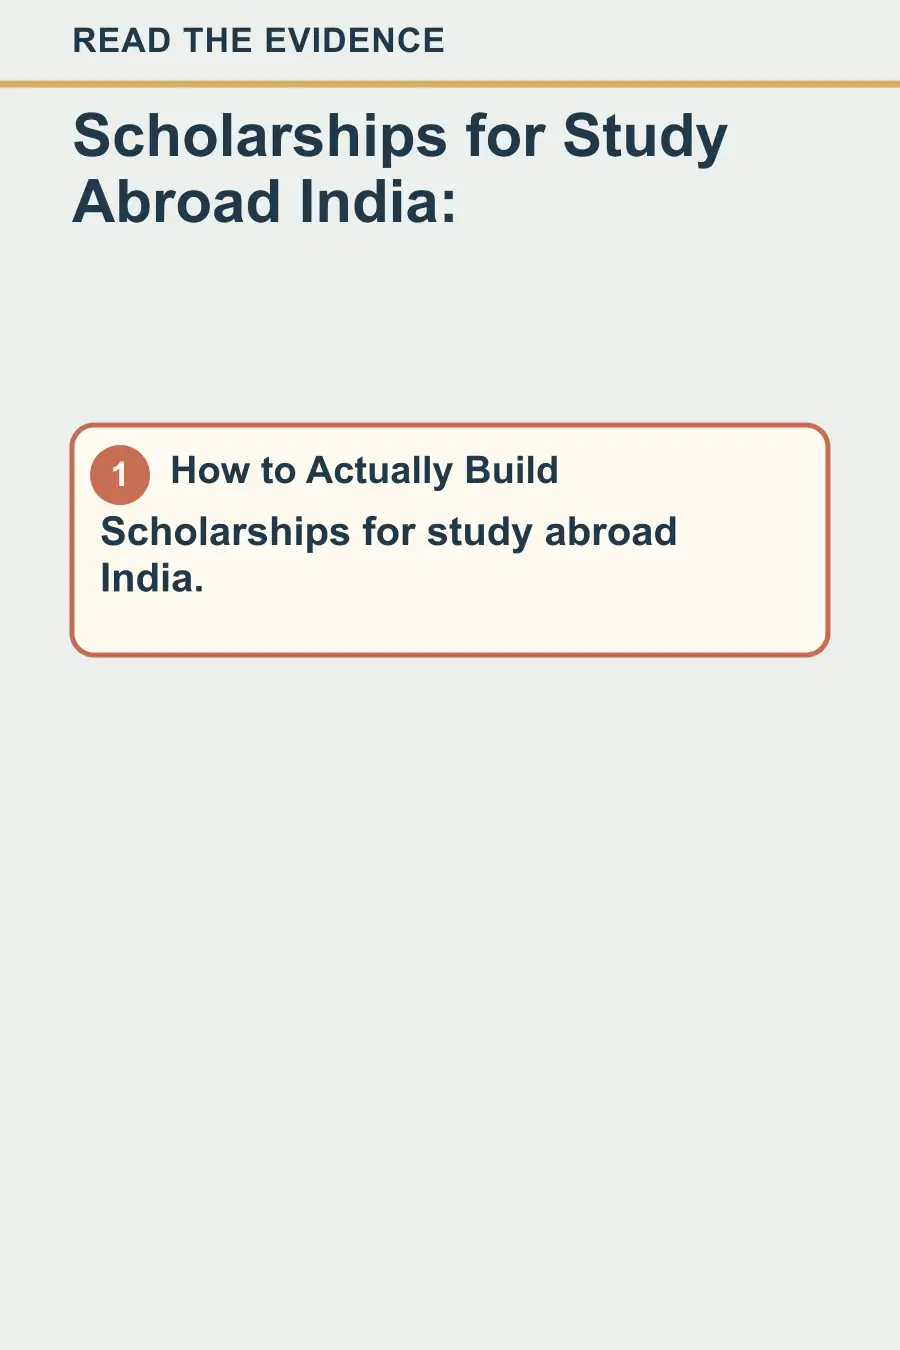 READ THE EVIDENCE
Scholarships for Study
Abroad India:
1 How to Actually Build
Scholarships for study abroad
India.